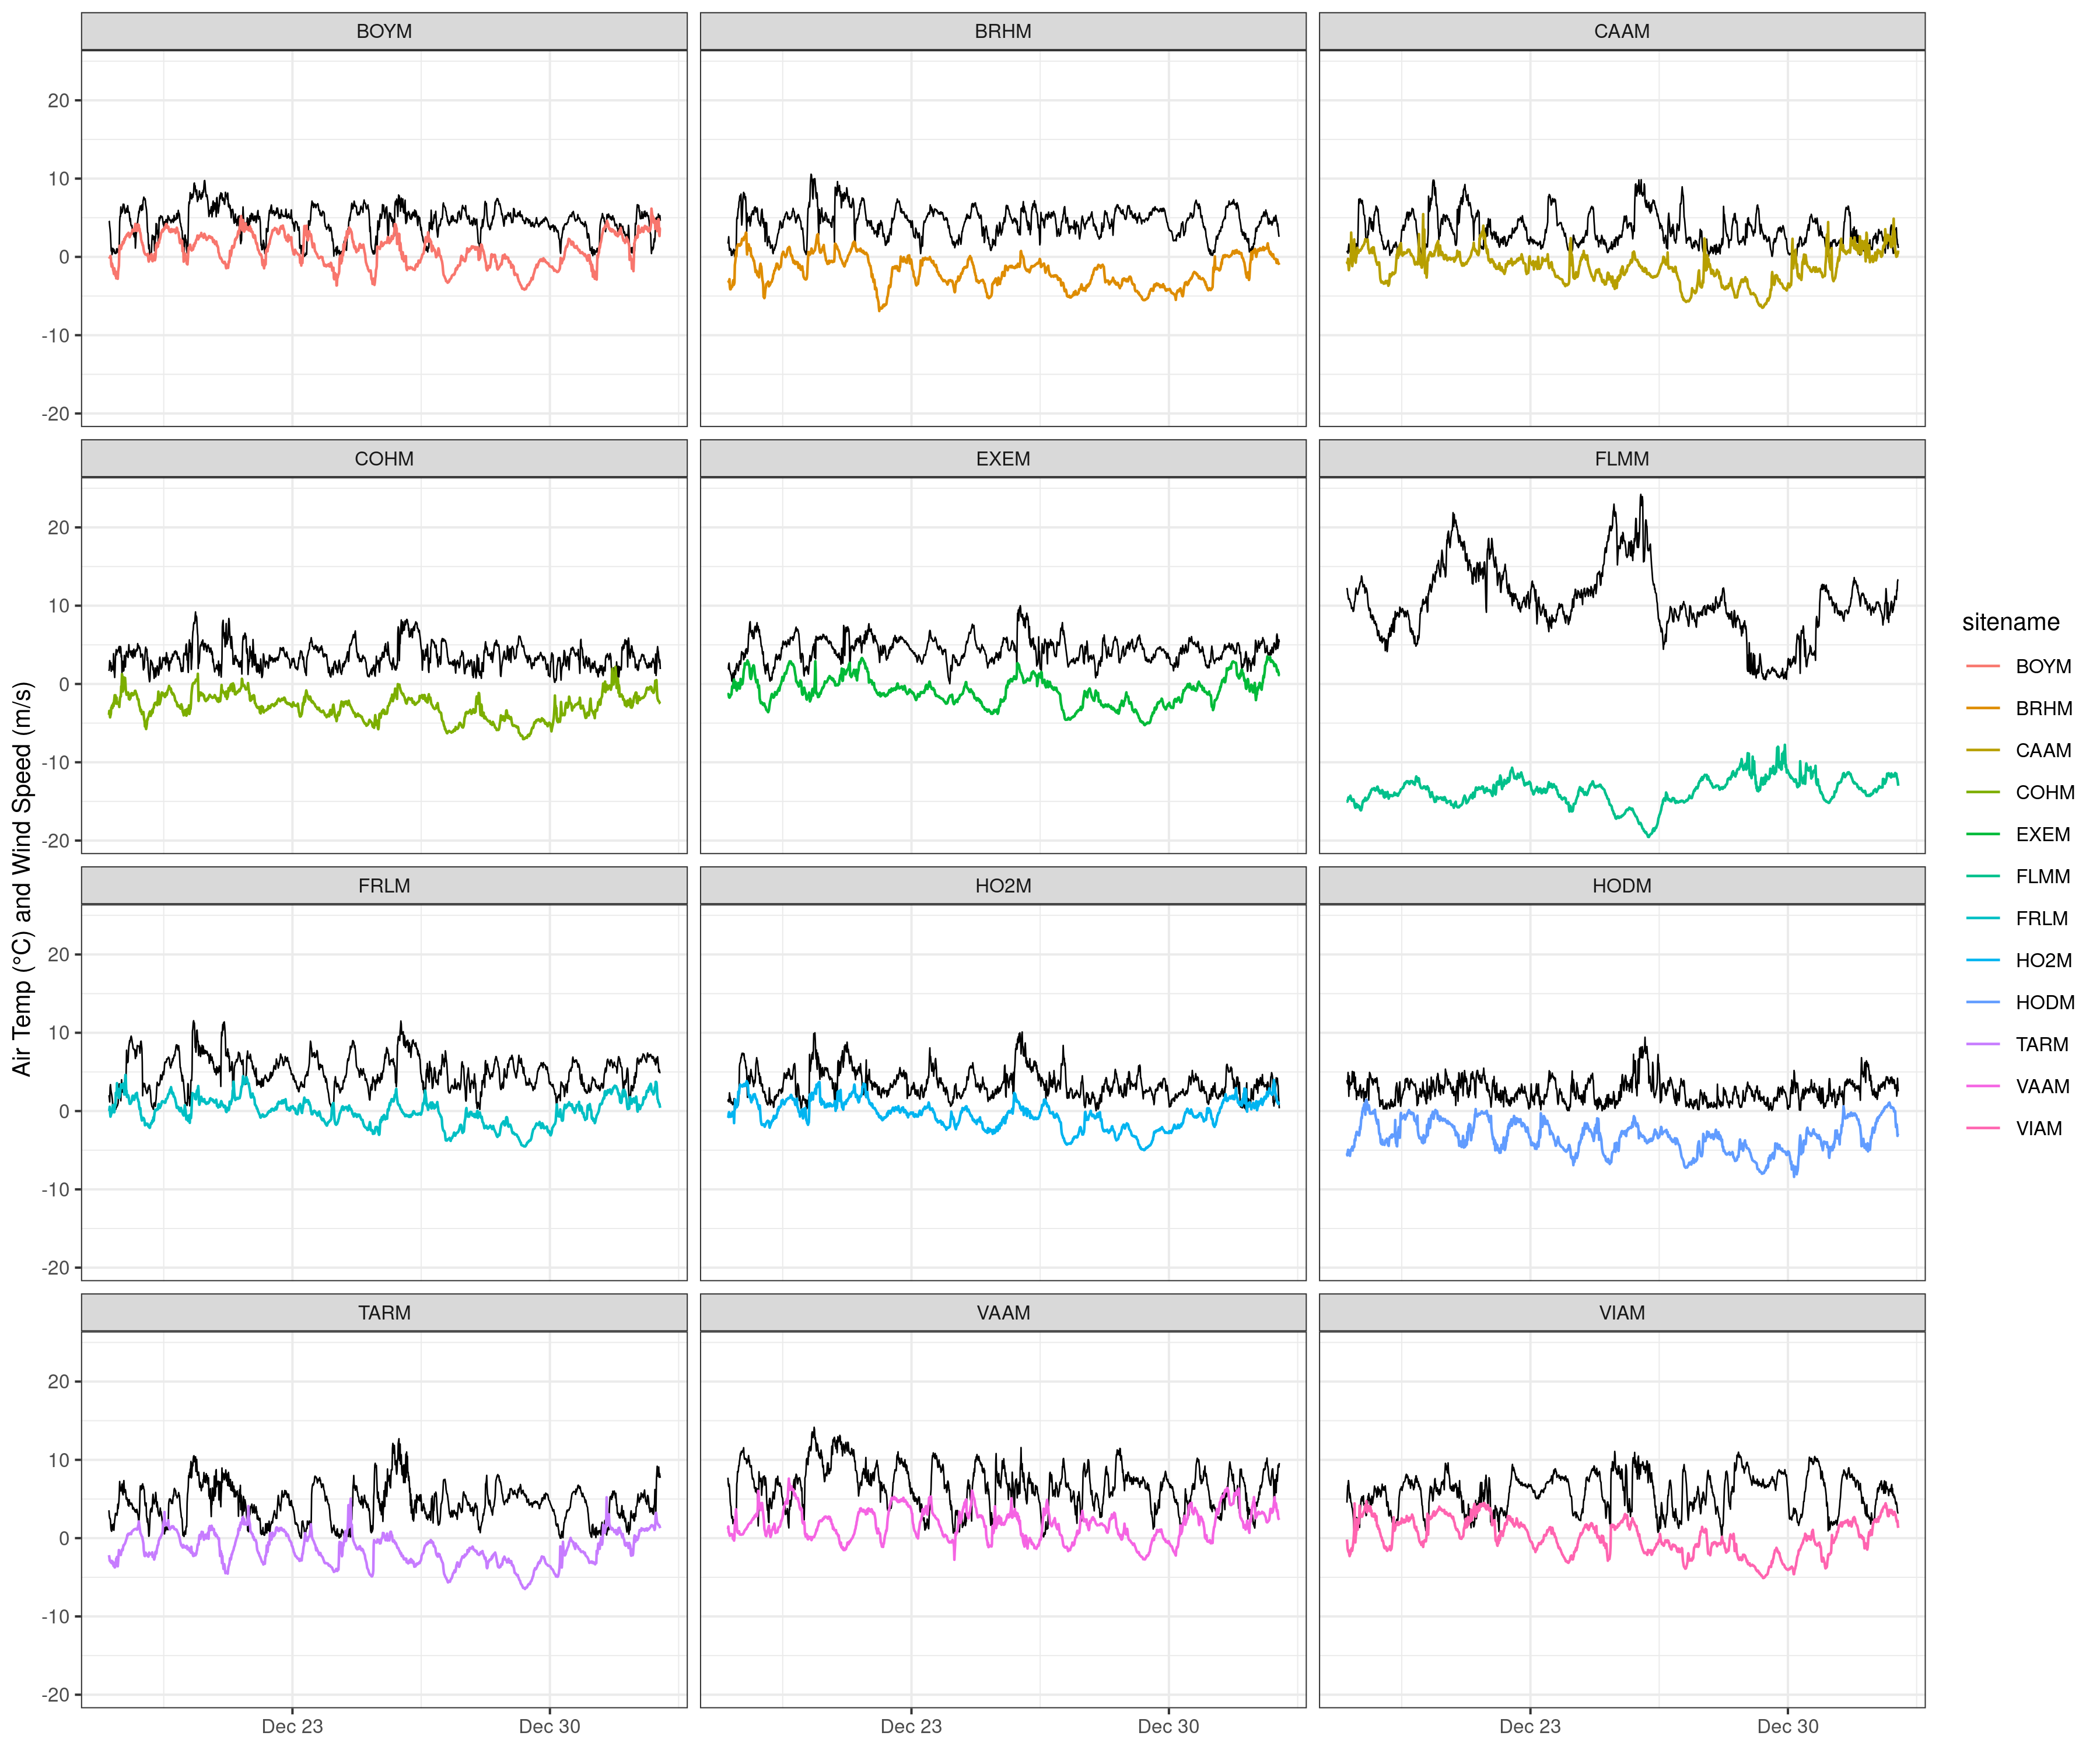 BOYM
BRHM
CAAM
20
10
0
-10
-20
COHM
EXEM
FLMM
20
10
0
-10
-20
FRLM
HO2M
HODM
20
10
0
-10
-20
TARM
VAAM
VIAM
20
10
0
-10
-20
Dec 23
Dec 30
Dec 23
Dec 30
Dec 23
Dec 30
Air Temp (°C) and Wind Speed (m/s)
sitename
BOYM
BRHM
CAAM
COHM
EXEM
FLMM
FRLM
HO2M
HODM
TARM
VAAM
VIAM